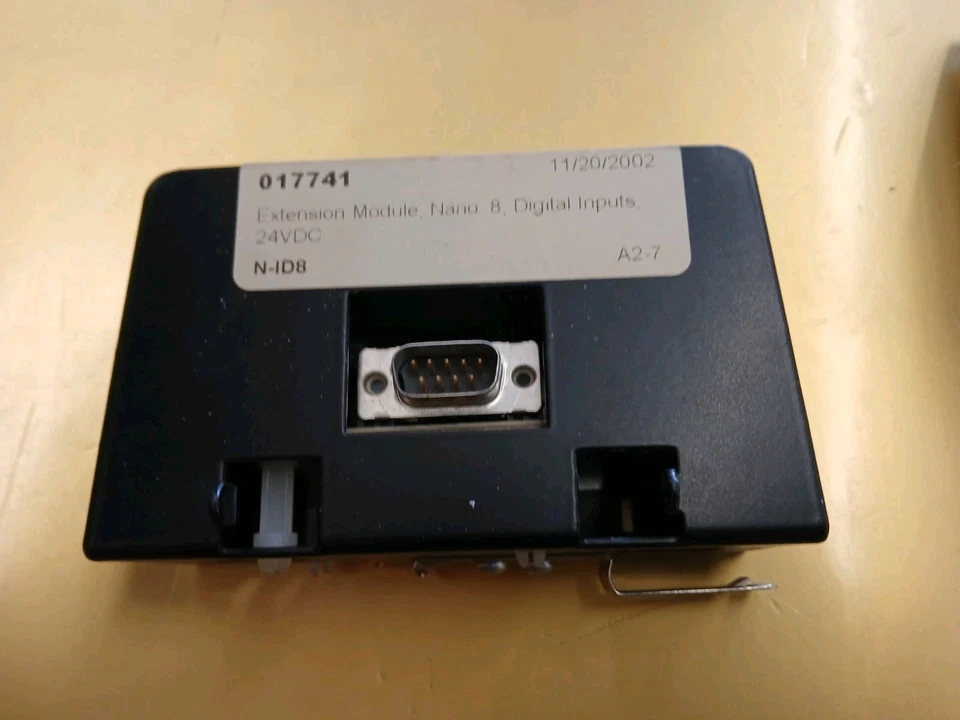 017741 11/20/2002
Extension Module, Nano 8, Digital Inputs,
24VDC
N-ID8 A2-7